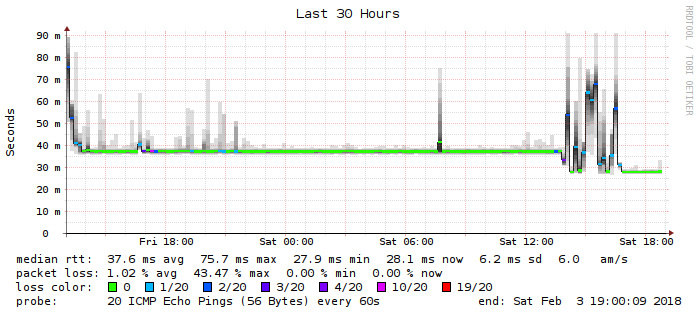 Last 30 Hours
RRDTOOL / TOBI OETIKER
Seconds
90 m
80 m
70 m
60 m
50 m
40 m
30 m
20 m
10 m
0
Fri 18:00 Sat 00:00 Sat 06:00 Sat 12:00 Sat 18:00
median rtt: 37.6 ms avg 75.7 ms max 27.9 ms min 28.1 ms now 6.2 ms sd 6.0 am/s
packet loss: 1.02 % avg 43.47 % max 0.00 % min 0.00 % now
loss color: 0 1/20 2/20 3/20 4/20 10/20 19/20
probe: 20 ICMP Echo Pings (56 Bytes) every 60s end: Sat Feb 3 19:00:09 2018